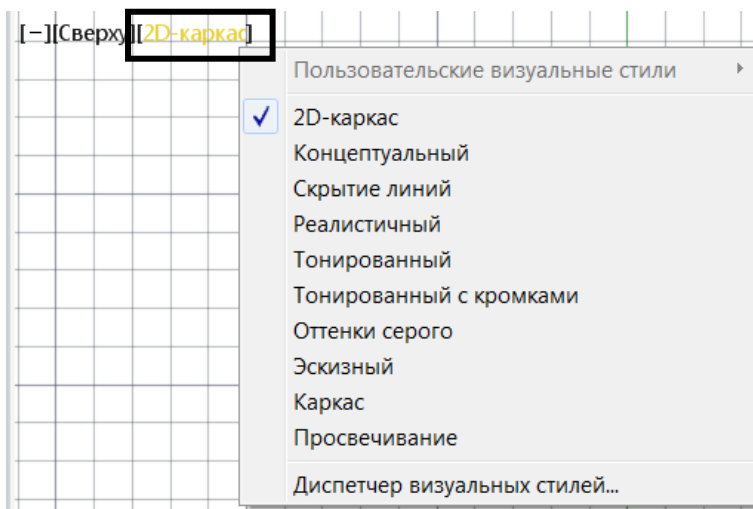 [−][Сверху][2D-каркас]
Пользовательские визуальные стили
2D-каркас
Концептуальный
Скрытие линий
Реалистичный
Тонированный
Тонированный с кромками
Оттенки серого
Эскизный
Каркас
Просвечивание
Диспетчер визуальных стилей...